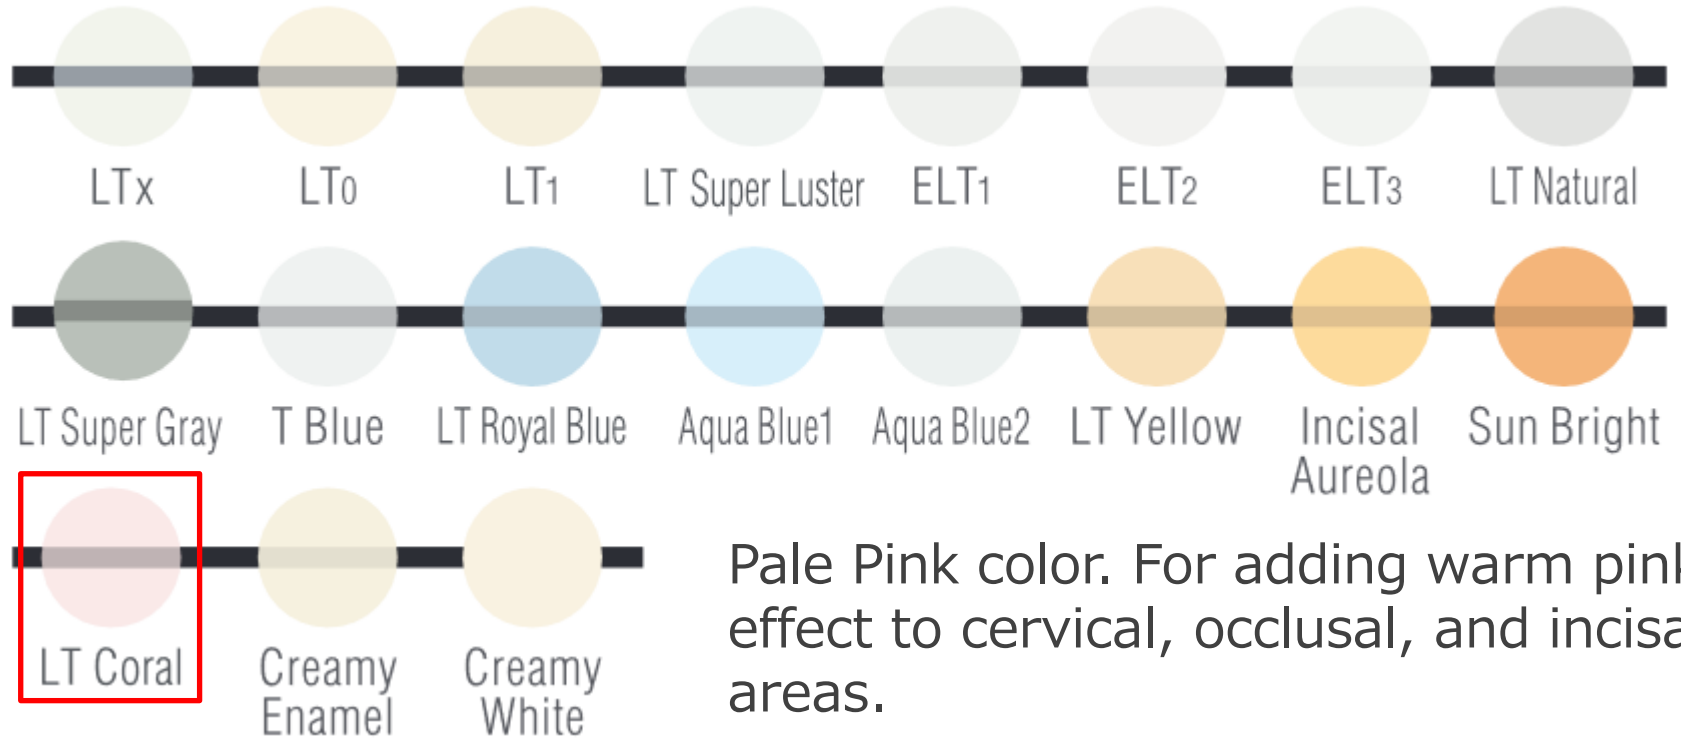 LTx LT0 LT1 LT Super Luster ELT1 ELT2 ELT3 LT Natural
LT Super Gray T Blue LT Royal Blue Aqua Blue1 Aqua Blue2 LT Yellow Incisal Sun Bright
Aureola
LT Coral Creamy Creamy
Enamel White
Pale Pink color. For adding warm pink
effect to cervical, occlusal, and incisa
areas.